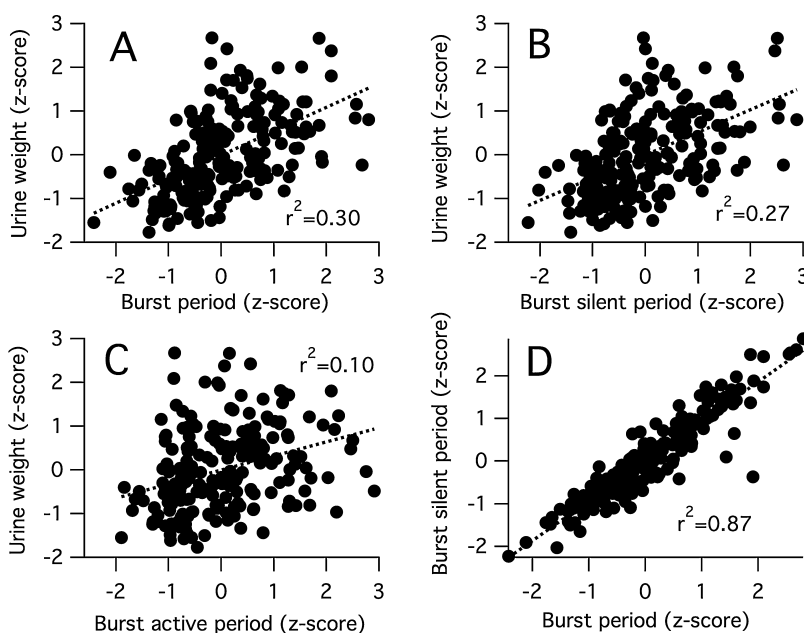 A
Urine weight (z-score)
3
2
1
0
-1
-2
r²=0.30
-2 -1 0 1 2 3
Burst period (z-score)
B
Urine weight (z-score)
3
2
1
0
-1
-2
r²=0.27
-2 -1 0 1 2 3
Burst silent period (z-score)
C
Urine weight (z-score)
3
2
1
0
-1
-2
r²=0.10
-2 -1 0 1 2 3
Burst active period (z-score)
D
Burst silent period (z-score)
2
1
0
-1
-2
r²=0.87
-2 -1 0 1 2
Burst period (z-score)